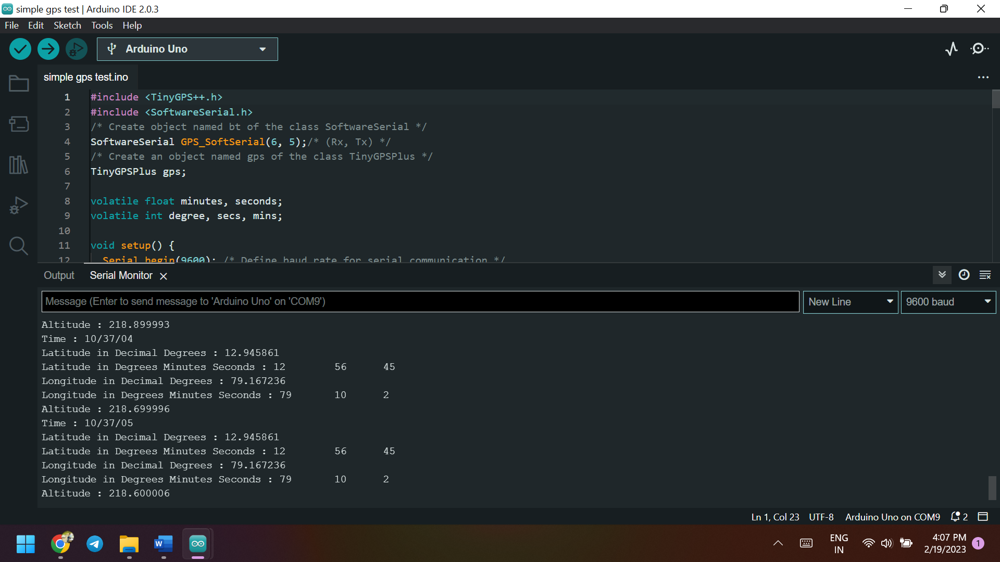 simple gps test | Arduino IDE 2.0.3
File Edit Sketch Tools Help
Arduino Uno
simple gps test.ino
1 #include <TinyGPS++.h>
2 #include <SoftwareSerial.h>
3 /* Create object named bt of the class SoftwareSerial */
4 SoftwareSerial GPS_SoftSerial(6, 5);/* (Rx, Tx) */
5 /* Create an object named gps of the class TinyGPSPlus */
6 TinyGPSPlus gps;
7
8 volatile float minutes, seconds;
9 volatile int degree, secs, mins;
10
11 void setup() {
12 Serial.begin(9600); /* Define baud rate for serial communication */
Output Serial Monitor
Message (Enter to send message to 'Arduino Uno' on 'COM9') New Line 9600 baud
Altitude : 218.899993
Time : 10/37/04
Latitude in Decimal Degrees : 12.945861
Latitude in Degrees Minutes Seconds : 12 56 45
Longitude in Decimal Degrees : 79.167236
Longitude in Degrees Minutes Seconds : 79 10 2
Altitude : 218.699996
Time : 10/37/05
Latitude in Decimal Degrees : 12.945861
Latitude in Degrees Minutes Seconds : 12 56 45
Longitude in Decimal Degrees : 79.167236
Longitude in Degrees Minutes Seconds : 79 10 2
Altitude : 218.600006
Ln 1, Col 23 UTF-8 Arduino Uno on COM9 2
W
ENG
IN
4:07 PM
2/19/2023
1